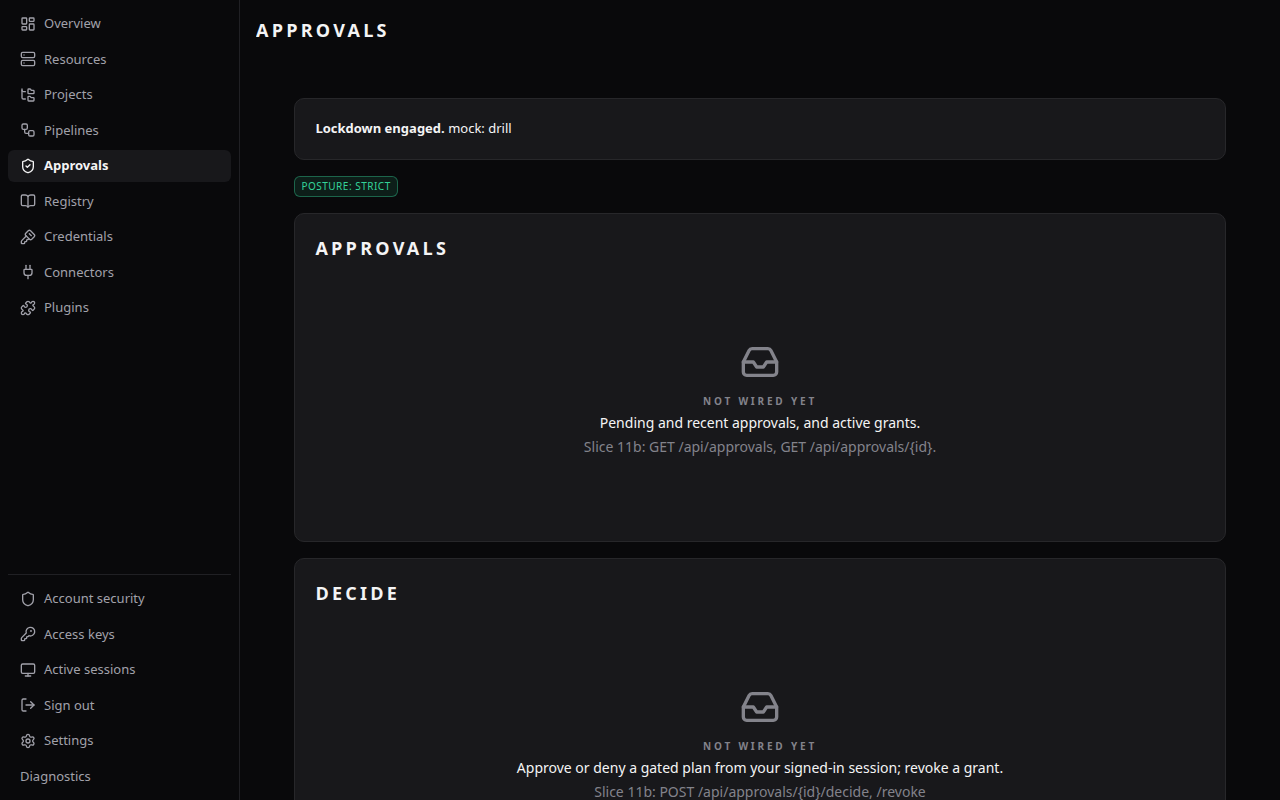 Overview
Resources
Projects
Pipelines
Approvals
Registry
Credentials
Connectors
Plugins
Account security
Access keys
Active sessions
Sign out
Settings
Diagnostics
APPROVALS
Lockdown engaged. mock: drill
POSTURE: STRICT
APPROVALS
NOT WIRED YET
Pending and recent approvals, and active grants.
Slice 11b: GET /api/approvals, GET /api/approvals/{id}.
DECIDE
NOT WIRED YET
Approve or deny a gated plan from your signed-in session; revoke a grant.
Slice 11b: POST /api/approvals/{id}/decide, /revoke